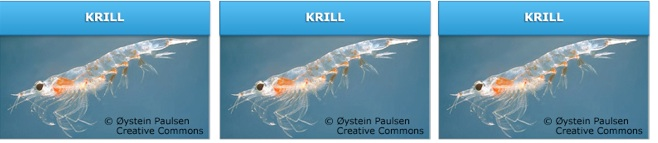 KRILL
© Øystein Paulsen
Creative Commons
KRILL
© Øystein Paulsen
Creative Commons
KRILL
© Øystein Paulsen
Creative Commons